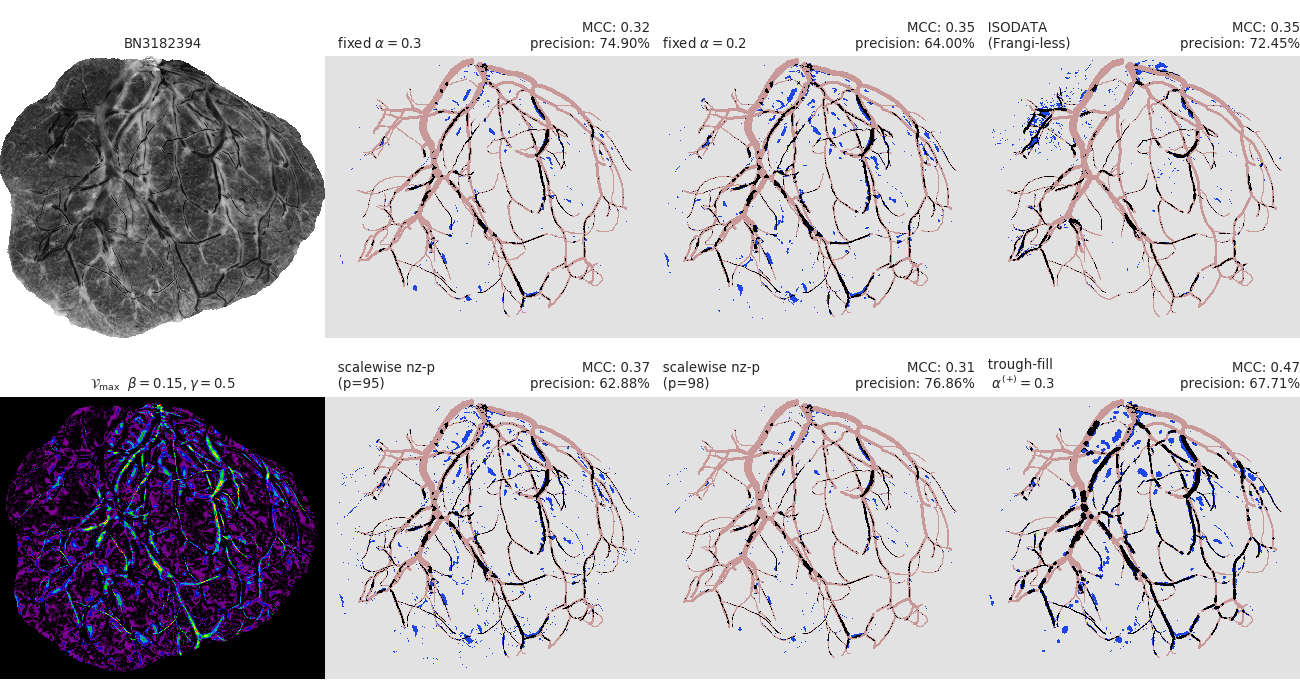 BN3182394
fixed α = 0.3
MCC: 0.32
precision: 74.90%
fixed α = 0.2
MCC: 0.35
precision: 64.00%
ISODATA
(Frangi-less)
MCC: 0.35
precision: 72.45%
𝒱max β = 0.15, γ = 0.5
scalewise nz-p
(p=95)
MCC: 0.37
precision: 62.88%
scalewise nz-p
(p=98)
MCC: 0.31
precision: 76.86%
trough-fill
α(+) = 0.3
MCC: 0.47
precision: 67.71%